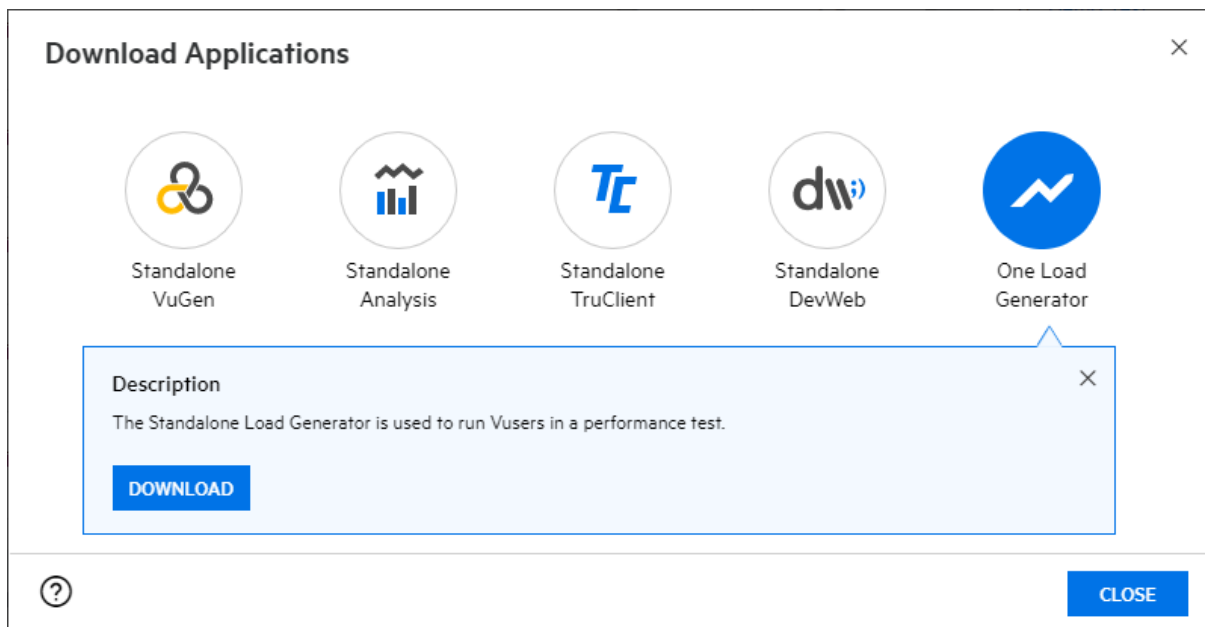 Download Applications
Standalone
VuGen
Standalone
Analysis
TC
Standalone
TruClient
dw;)
Standalone
DevWeb
One Load
Generator
Description
The Standalone Load Generator is used to run Vusers in a performance test.
DOWNLOAD
?
CLOSE